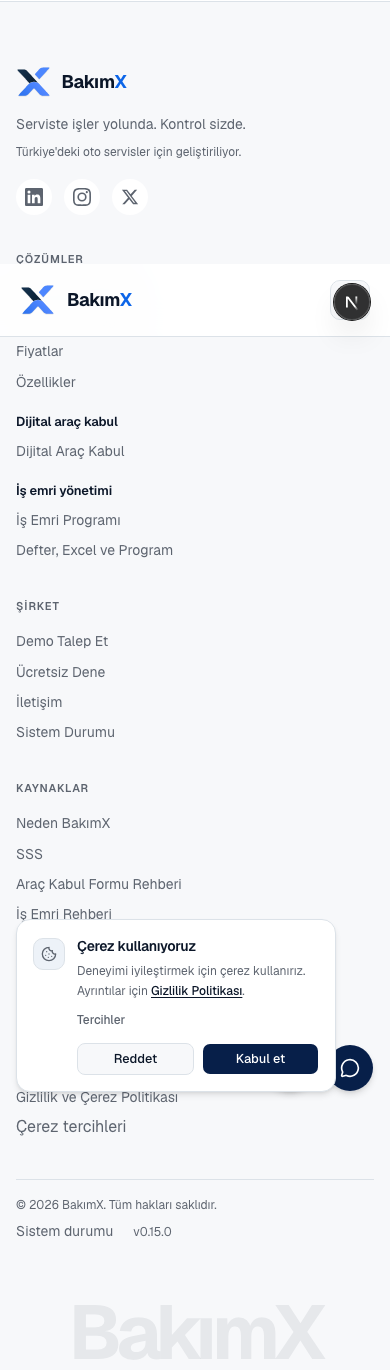 BakımX
Serviste işler yolunda. Kontrol sizde.
Türkiye'deki oto servisler için geliştiriliyor.
ÇÖZÜMLER
BakımX
N
Fiyatlar
Özellikler
Dijital araç kabul
Dijital Araç Kabul
İş emri yönetimi
İş Emri Programı
Defter, Excel ve Program
ŞİRKET
Demo Talep Et
Ücretsiz Dene
İletişim
Sistem Durumu
KAYNAKLAR
Neden BakımX
SSS
Araç Kabul Formu Rehberi
İş Emri Rehberi
Çerez kullanıyoruz
Deneyimi iyileştirmek için çerez kullanırız.
Ayrıntılar için Gizlilik Politikası.
Tercihler
Reddet
Kabul et
Gizlilik ve Çerez Politikası
Çerez tercihleri
© 2026 BakımX. Tüm hakları saklıdır.
Sistem durumu v0.15.0
BakımX